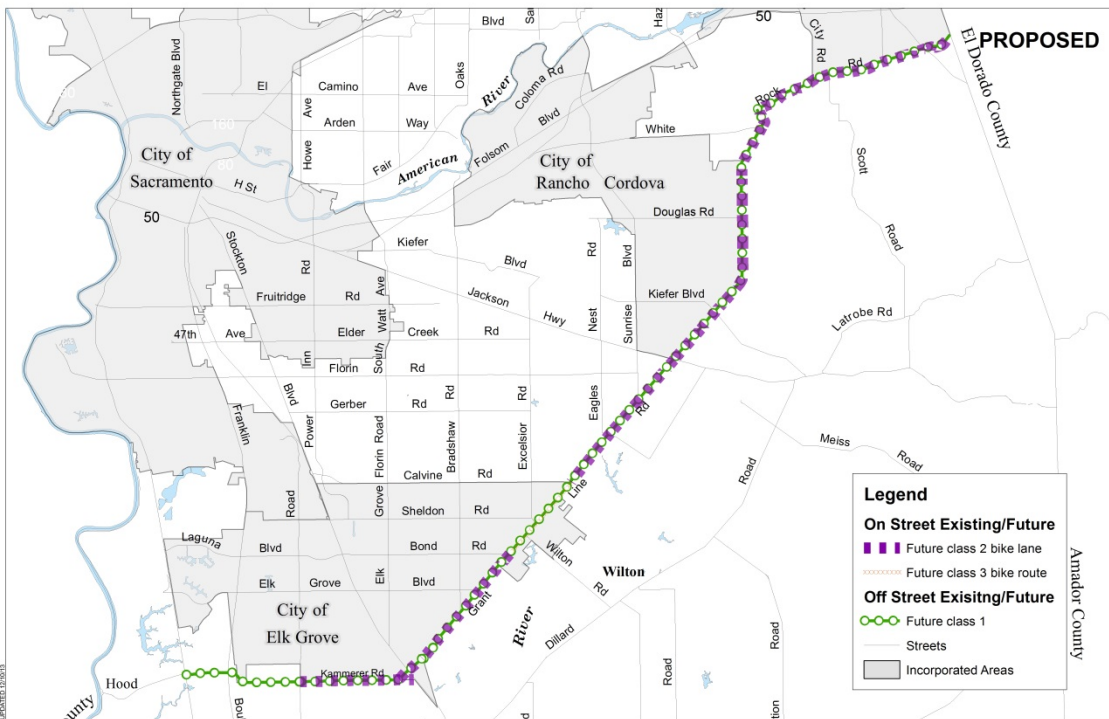 50
PROPOSED
El Dorado County
Blvd
Northgate Blvd
El
Camino
Ave
Oaks
River
Coloma Rd
City
Rd
Rd
Rock
160
Ave
Arden
Way
Blvd
White
Howe
Fair
American
Folsom
City of
Sacramento
80
H St
City of
Rancho Cordova
Scott
Road
50
Douglas Rd
Stockton
Kiefer
Blvd
Rd
Blvd
Rd
Ave
Fruitridge
Rd
Jackson
Hwy
Kiefer Blvd
Latrobe Rd
47th
Ave
Elder
Creek
Rd
Watt
Nest
Sunrise
Inn
South
Florin
Rd
Blvd
Gerber
Rd
Rd
Rd
Eagles
Rd
Franklin
Power
Florin Road
Bradshaw
Excelsior
Meiss
Road
Calvine
Rd
Line
Road
Road
Grove
Sheldon
Rd
Laguna
Blvd
Bond
Rd
Wilton
Rd
Wilton
Elk
Grove
Elk
Blvd
Grant
City of
Elk Grove
River
Dillard
Road
Road
Amador County
Kammerer Rd
Hood
Legend
On Street Existing/Future
Future class 2 bike lane
Future class 3 bike route
Off Street Exisitng/Future
Future class 1
Streets
Incorporated Areas
UPDATED 12/10/13